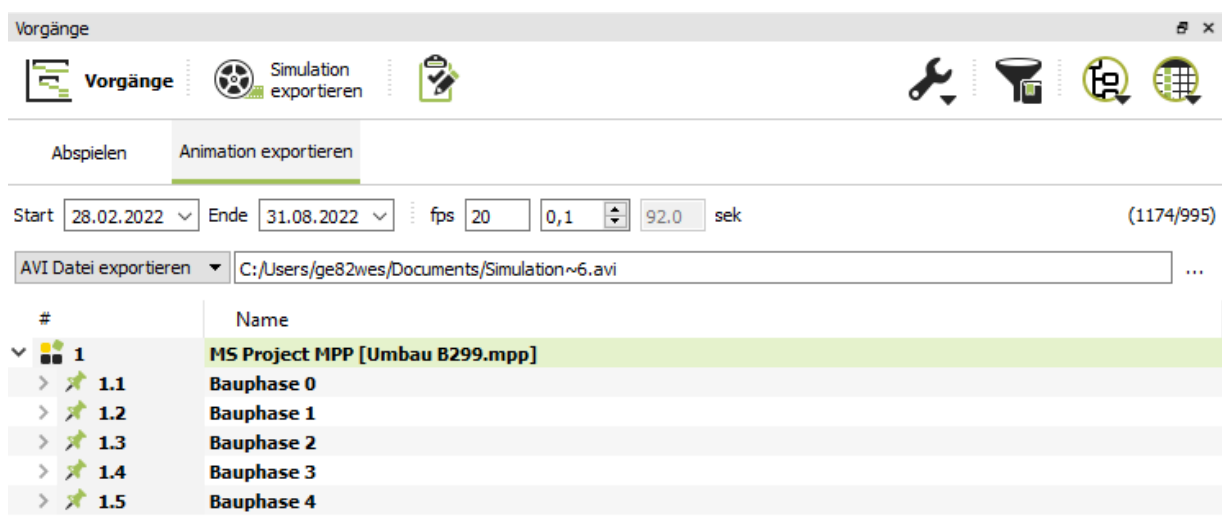 Vorgänge
Vorgänge Simulation exportieren
Abspielen Animation exportieren
Start 28.02.2022 Ende 31.08.2022 fps 20 0,1 92.0 sek (1174/995)
AVI Datei exportieren C:/Users/ge82wes/Documents/Simulation~6.avi ...
# Name
1 MS Project MPP [Umbau B299.mpp]
1.1 Bauphase 0
1.2 Bauphase 1
1.3 Bauphase 2
1.4 Bauphase 3
1.5 Bauphase 4